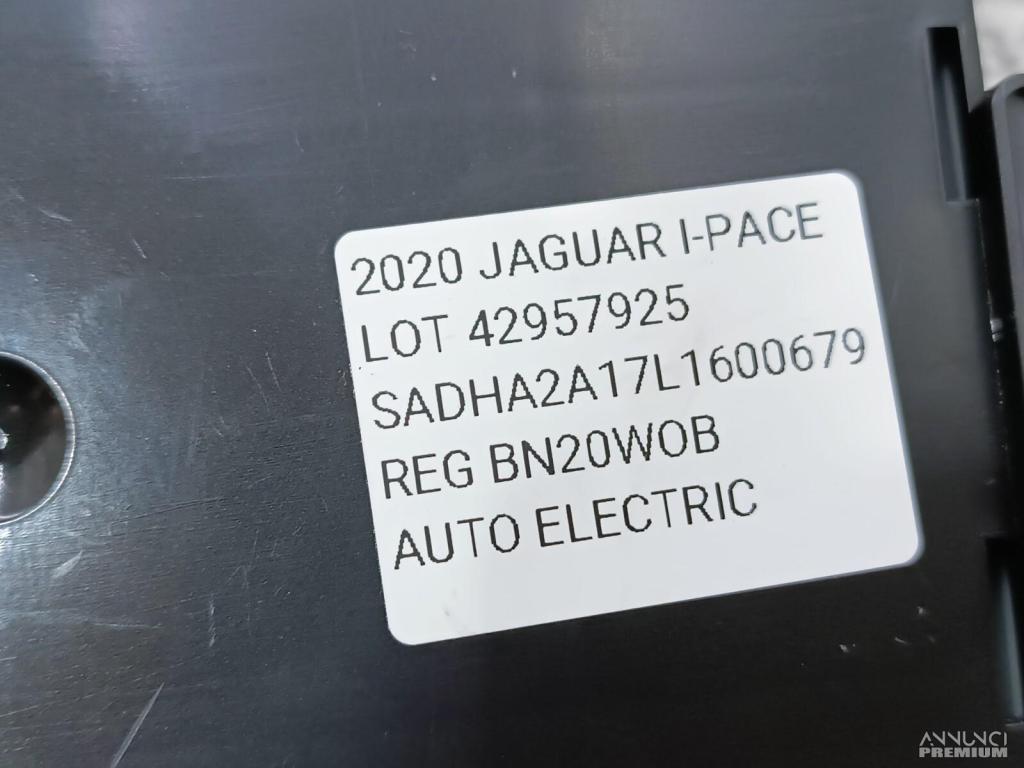 2020 JAGUAR I-PACE
LOT 42957925
SADHA2A17L1600679
REG BN20WOB
AUTO ELECTRIC
ANNUNCI
PREMIUM